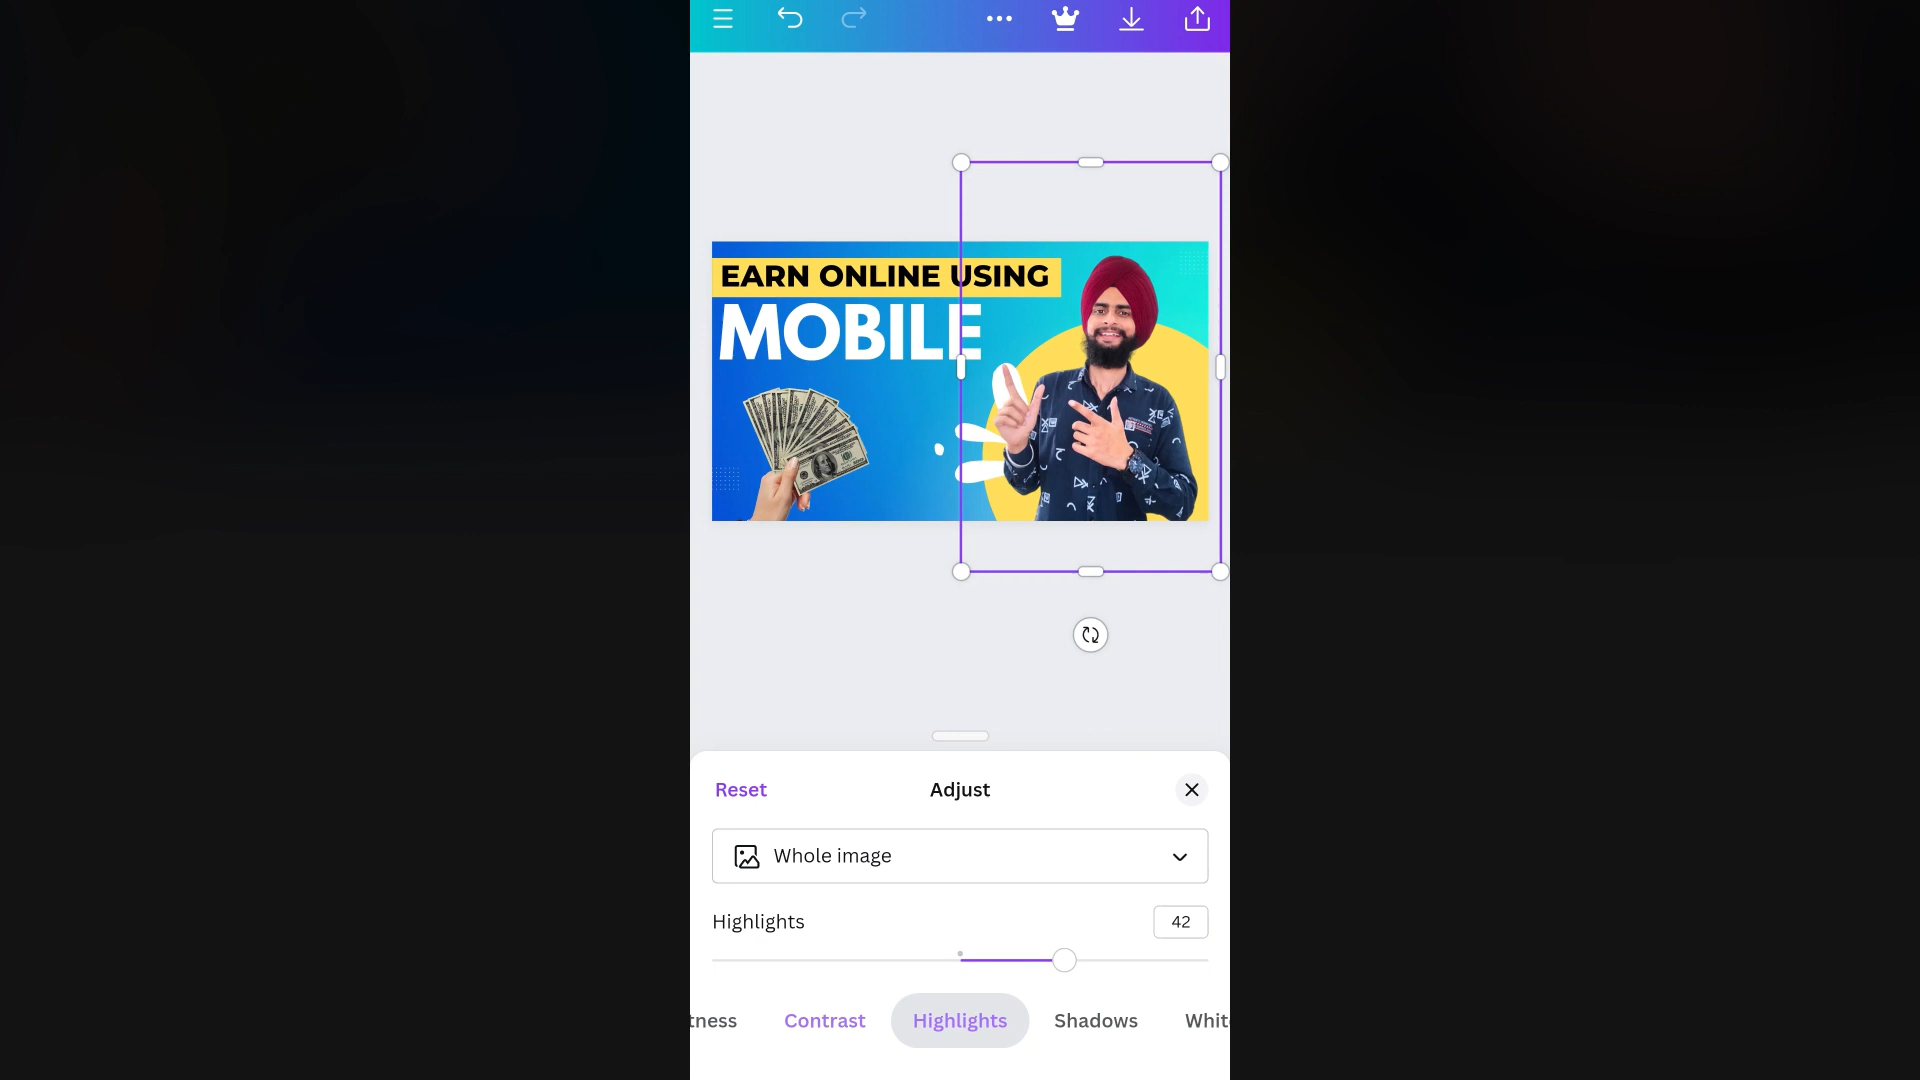 EARN ONLINE USING
MOBILE
Reset
Adjust
Whole image
Highlights
42
tness
Contrast
Highlights
Shadows
Whit